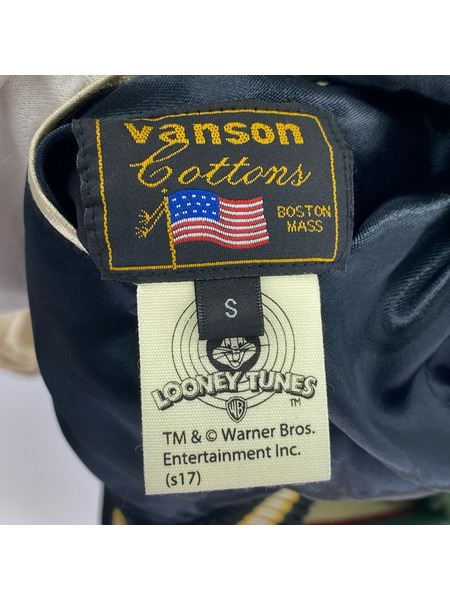 vanson
Cottons
BOSTON
MASS
S
LOONEY TUNES
TM
WB
TM & © Warner Bros.
Entertainment Inc.
(s17)